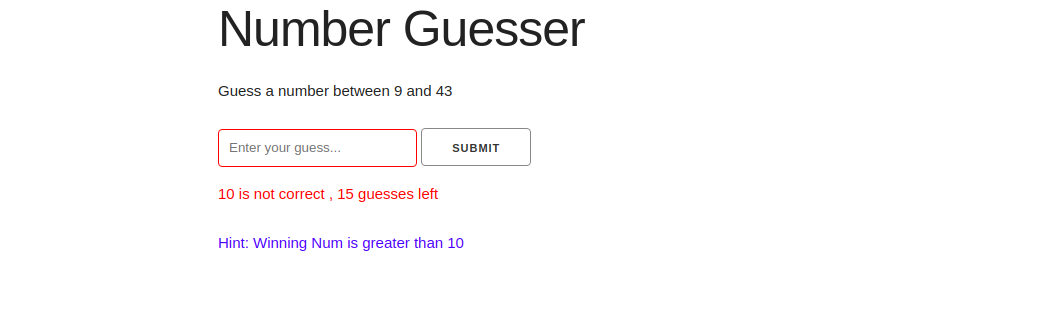 Number Guesser
Guess a number between 9 and 43
Enter your guess... SUBMIT
10 is not correct , 15 guesses left
Hint: Winning Num is greater than 10